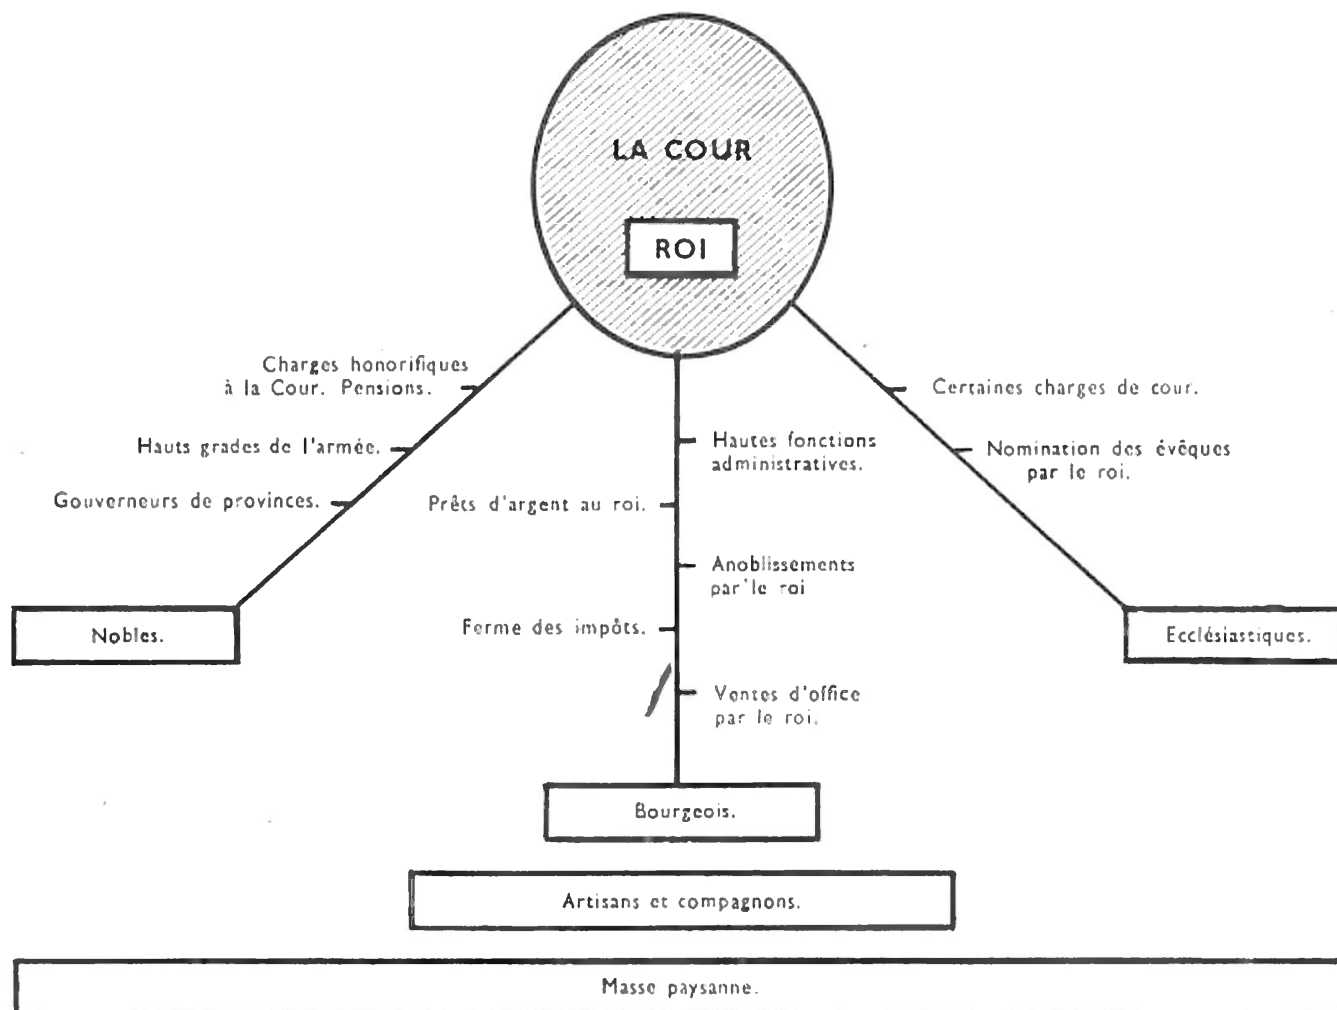 LA COUR
ROI
Charges honorifiques
à la Cour. Pensions.
Hauts grades de l'armée.
Gouverneurs de provinces.
Hautes fonctions
administratives.
Prêts d'argent au roi.
Anoblissements
par le roi
Ferme des impôts.
Ventes d'office
par le roi.
Certaines charges de cour.
Nomination des évêques
par le roi.
Nobles.
Ecclésiastiques.
Bourgeois.
Artisans et compagnons.
Masse paysanne.